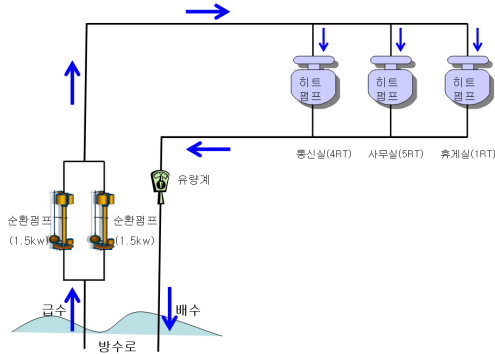 히트
펌프
히트
펌프
히트
펌프
통신실(4RT)
사무실(5RT)
휴게실(1RT)
유량계
순환펌프
(1.5kw)
순환펌프
(1.5kw)
급수
배수
방수로